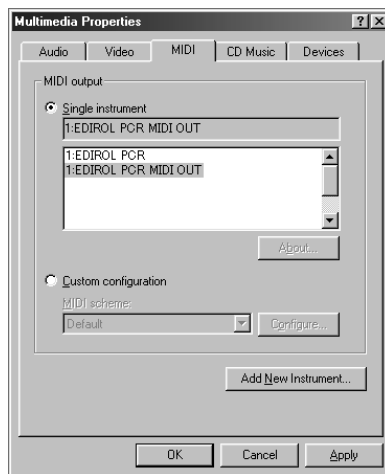 Multimedia Properties
Audio Video MIDI CD Music Devices
MIDI output
Single instrument
1:EDIROL PCR MIDI OUT
1:EDIROL PCR
1:EDIROL PCR MIDI OUT
About...
Custom configuration
MIDI scheme:
Default Configure...
Add New Instrument...
OK Cancel Apply